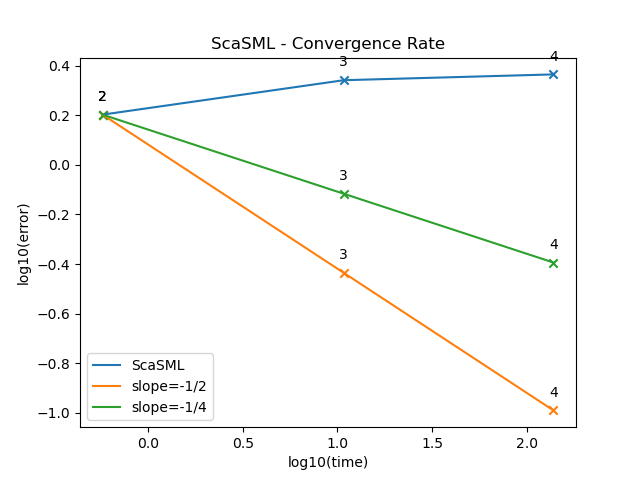 ScaSML - Convergence Rate
0.4
0.2
0.0
−0.2
−0.4
−0.6
−0.8
−1.0
log10(error)
2
2
3
4
3
4
3
4
ScaSML
slope=-1/2
slope=-1/4
0.0 0.5 1.0 1.5 2.0
log10(time)